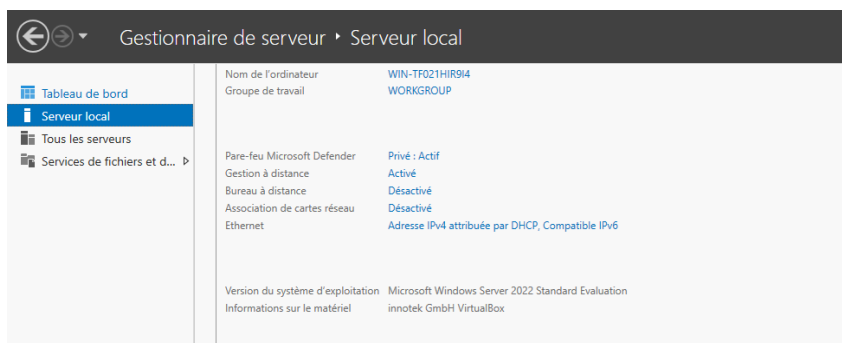 Gestionnaire de serveur ‣ Serveur local
Tableau de bord
Serveur local
Tous les serveurs
Services de fichiers et d...
Nom de l'ordinateur WIN-TF021HIR9I4
Groupe de travail WORKGROUP
Pare-feu Microsoft Defender Privé : Actif
Gestion à distance Activé
Bureau à distance Désactivé
Association de cartes réseau Désactivé
Ethernet Adresse IPv4 attribuée par DHCP, Compatible IPv6
Version du système d'exploitation Microsoft Windows Server 2022 Standard Evaluation
Informations sur le matériel innotek GmbH VirtualBox